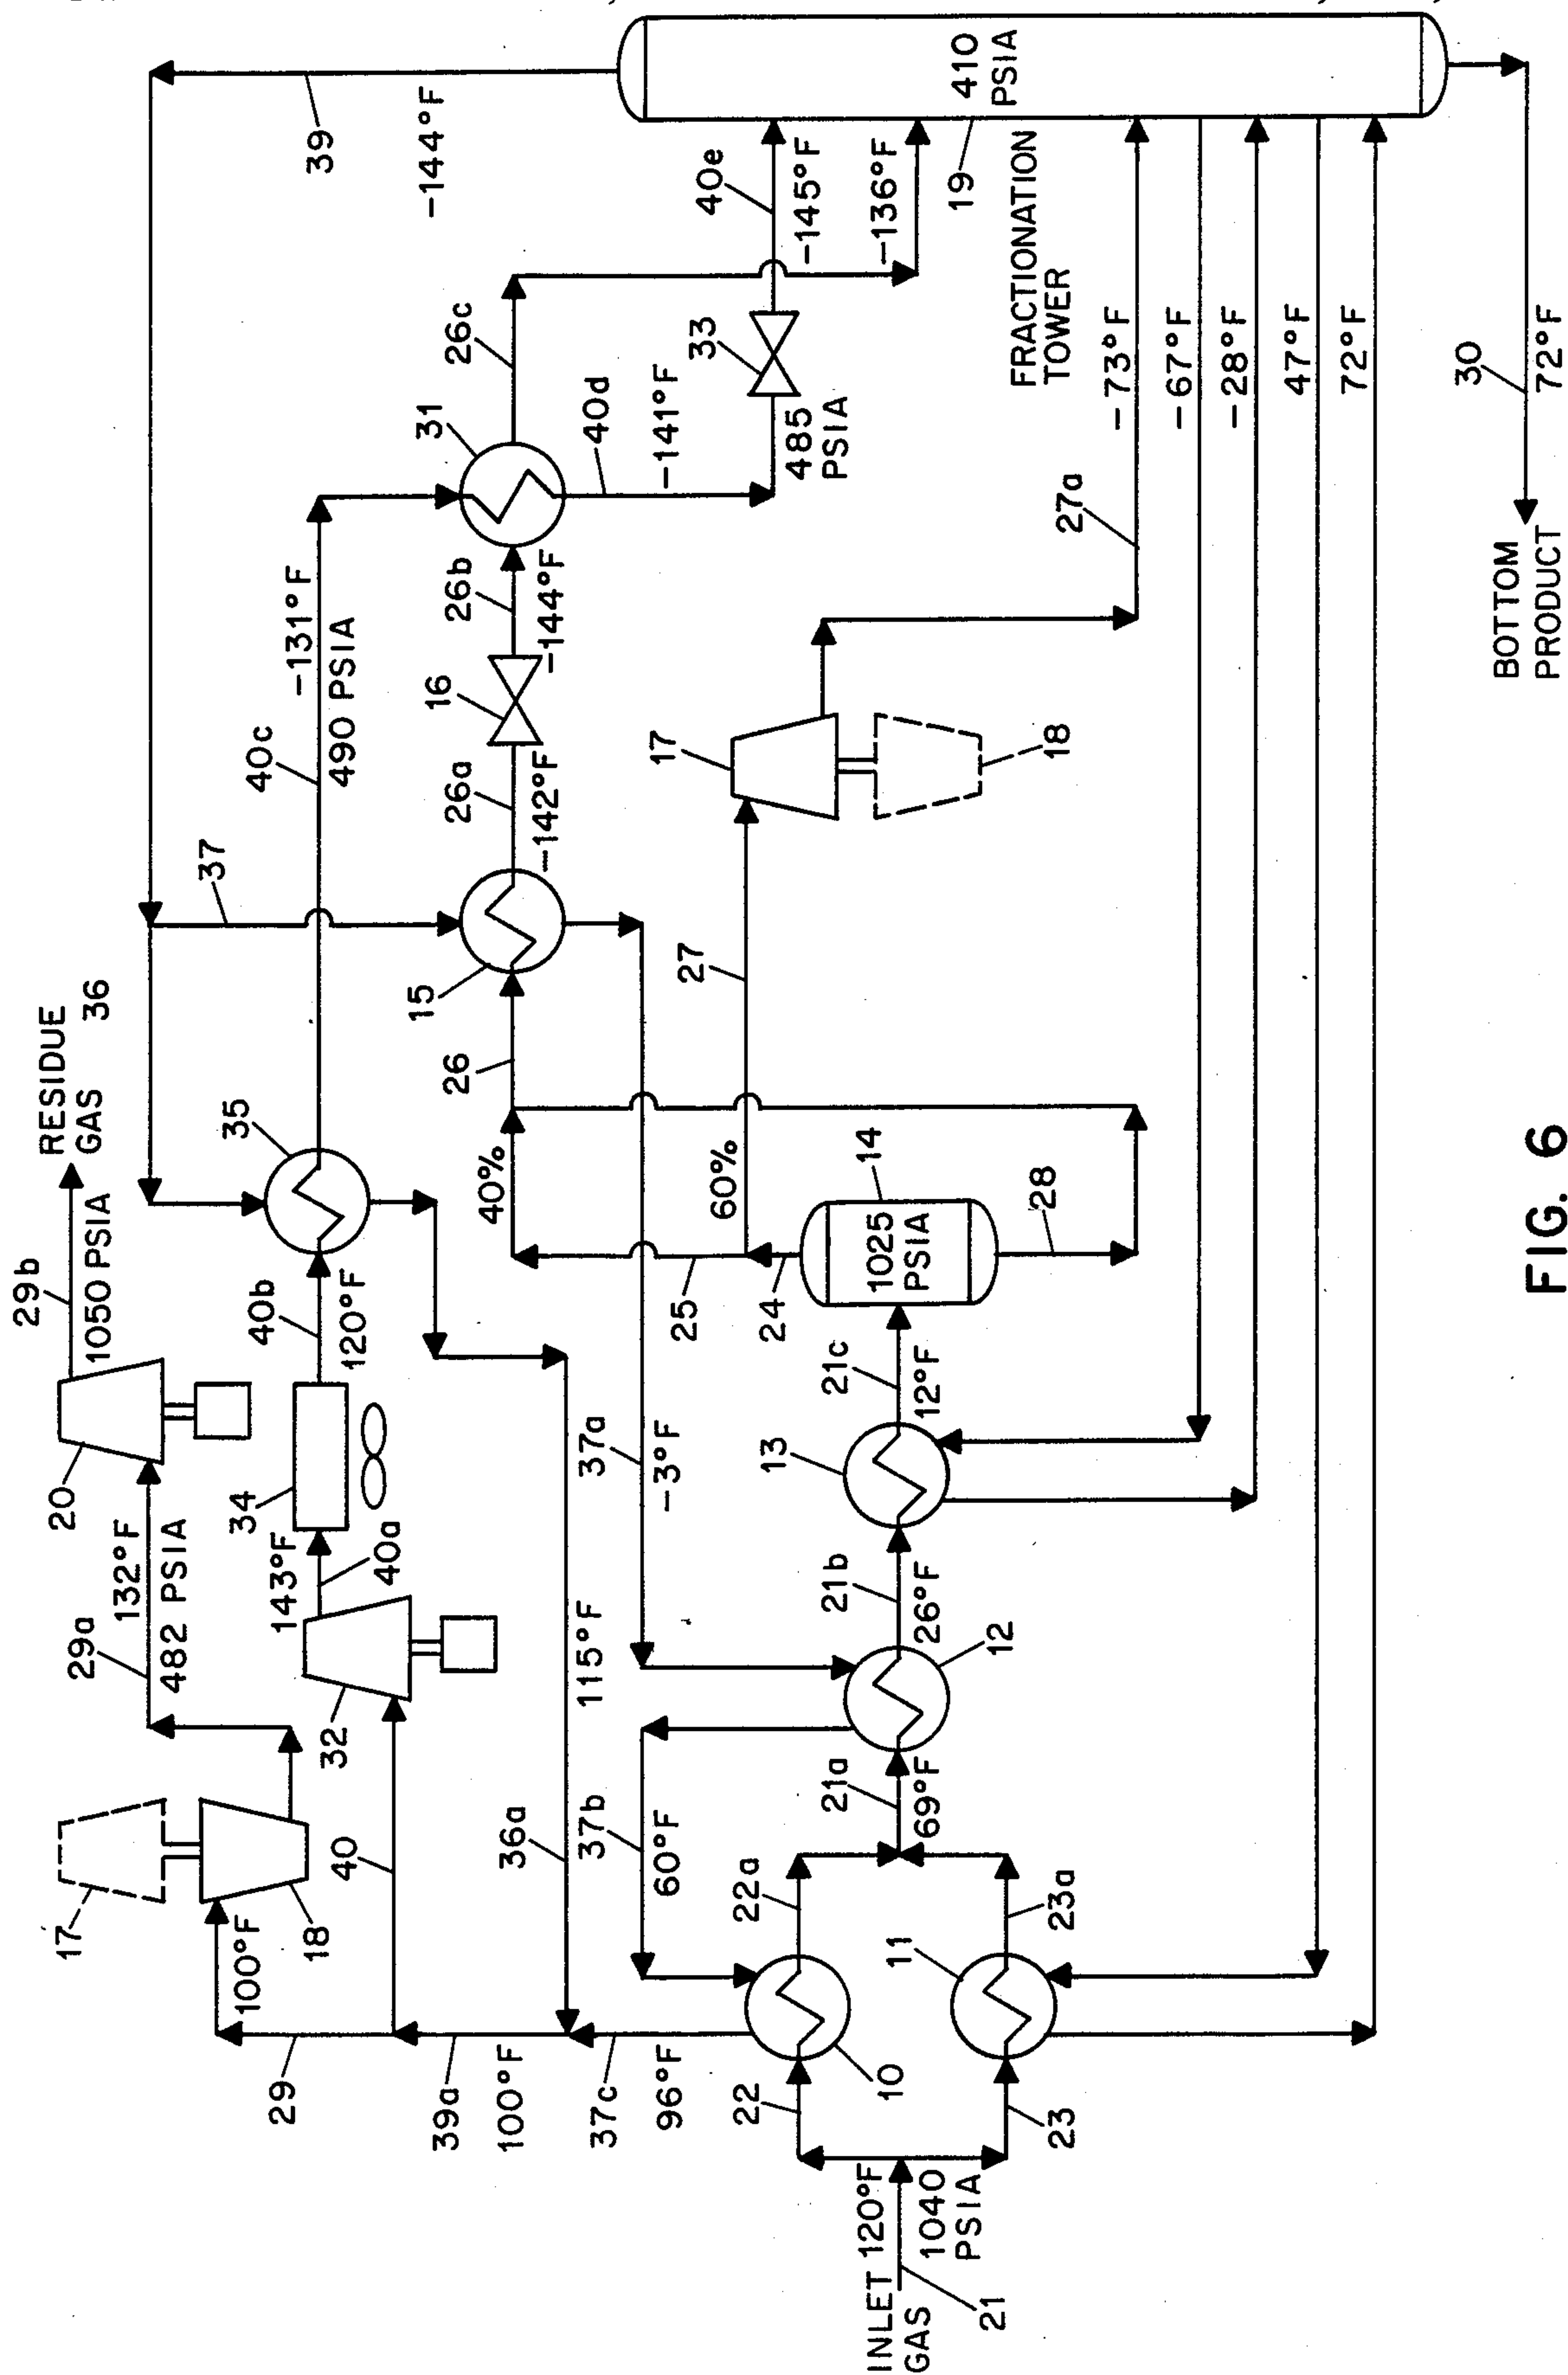 39
-144°F
410
PSIA
40e
-145°F
-136°F
19
FRACTIONATION
TOWER
-73°F
-67°F
-28°F
47°F
72°F
30
72°F
BOTTOM
PRODUCT
26c
33
31
40d
-141°F
485
PSIA
27a
26b
-144°F
-131°F
490 PSIA
40c
16
26a
-142°F
17
18
37
15
26
27
RESIDUE
GAS 36
35
40%
60%
14
1025
PSIA
28
25
24
29b
1050 PSIA
40b
120°F
21c
12°F
20
34
37a
-3°F
13
132°F
482 PSIA
29a
143°F
40a
115°F
21b
26°F
12
32
17
18
100°F
40
36a
37b
60°F
21a
69°F
22a
23a
11
29
39a
100°F
37c
96°F
10
22
23
INLET 120°F
GAS 1040
PSIA
21
FIG. 6